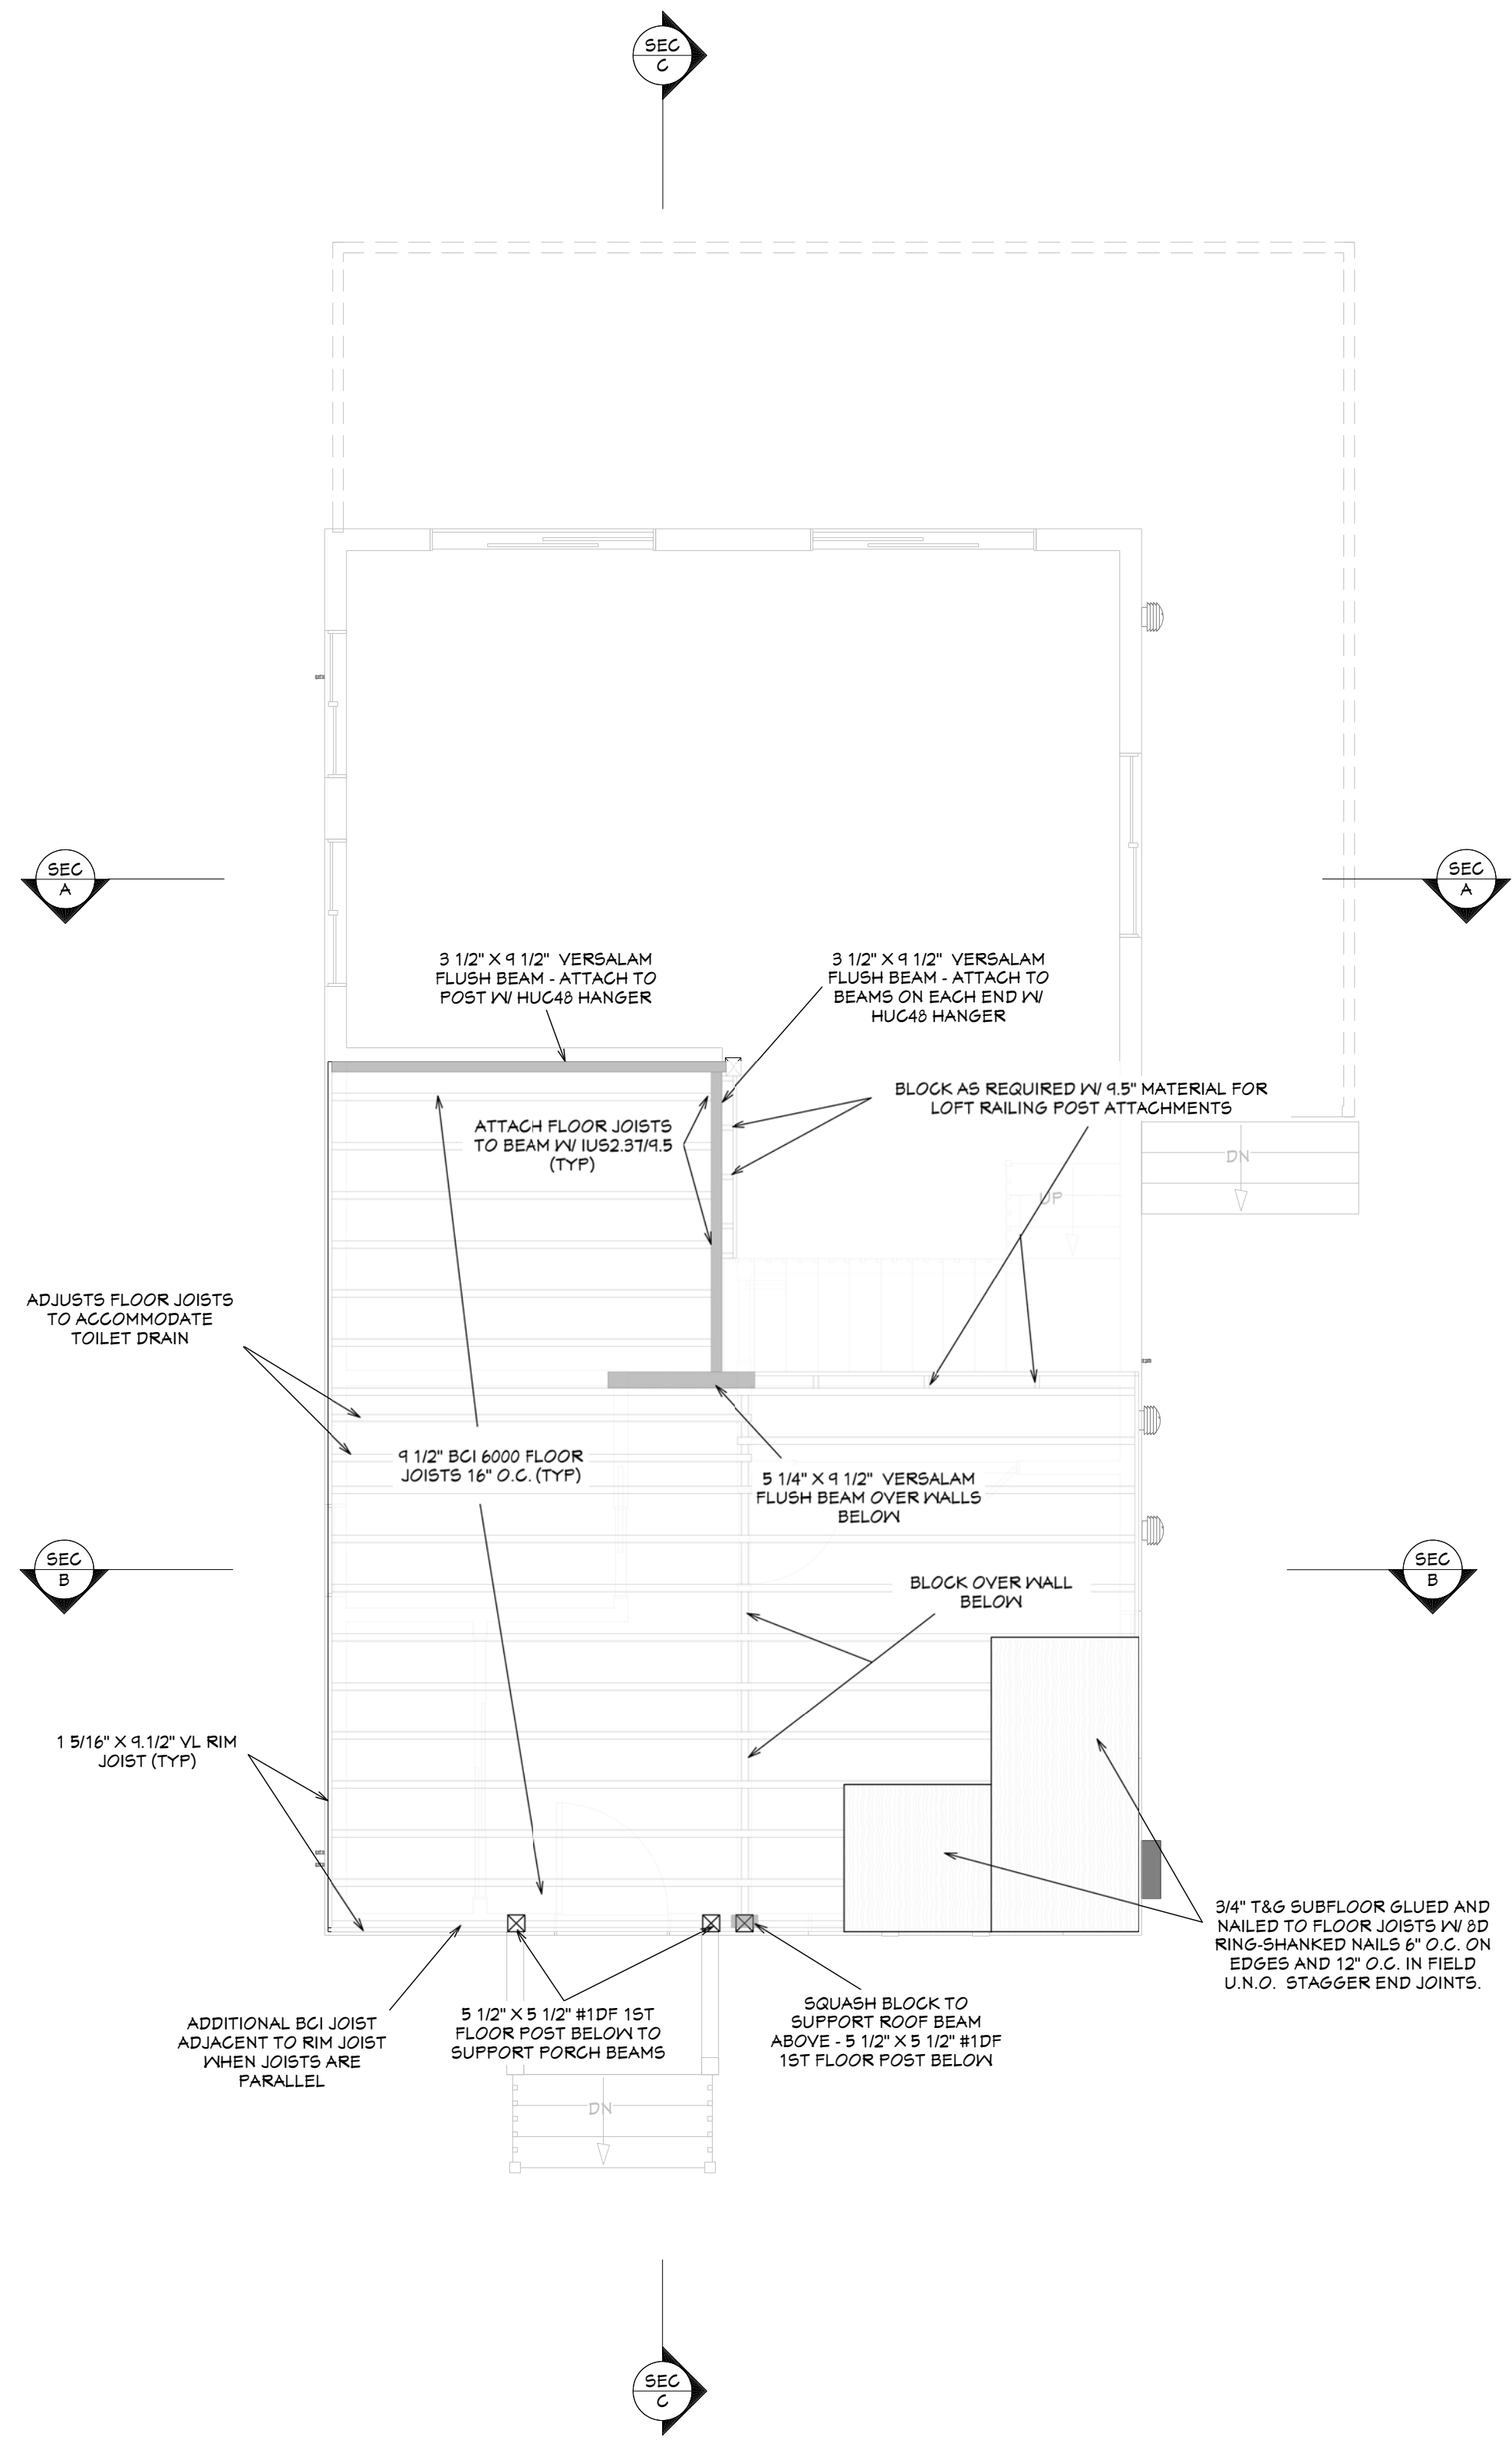 SEC
C
SEC
A
SEC
A
3 1/2" X 9 1/2" VERSALAM
FLUSH BEAM - ATTACH TO
POST W/ HUC48 HANGER
3 1/2" X 9 1/2" VERSALAM
FLUSH BEAM - ATTACH TO
BEAMS ON EACH END W/
HUC48 HANGER
BLOCK AS REQUIRED W/ 9.5" MATERIAL FOR
LOFT RAILING POST ATTACHMENTS
ATTACH FLOOR JOISTS
TO BEAM W/ IUS2.37/9.5
(TYP)
DN
UP
ADJUSTS FLOOR JOISTS
TO ACCOMMODATE
TOILET DRAIN
9 1/2" BCI 6000 FLOOR
JOISTS 16" O.C. (TYP)
5 1/4" X 9 1/2" VERSALAM
FLUSH BEAM OVER WALLS
BELOW
SEC
B
SEC
B
BLOCK OVER WALL
BELOW
1 5/16" X 9.1/2" VL RIM
JOIST (TYP)
3/4" T&G SUBFLOOR GLUED AND
NAILED TO FLOOR JOISTS W/ 8D
RING-SHANKED NAILS 6" O.C. ON
EDGES AND 12" O.C. IN FIELD
U.N.O. STAGGER END JOINTS.
ADDITIONAL BCI JOIST
ADJACENT TO RIM JOIST
WHEN JOISTS ARE
PARALLEL
5 1/2" X 5 1/2" #1DF 1ST
FLOOR POST BELOW TO
SUPPORT PORCH BEAMS
SQUASH BLOCK TO
SUPPORT ROOF BEAM
ABOVE - 5 1/2" X 5 1/2" #1DF
1ST FLOOR POST BELOW
DN
SEC
C